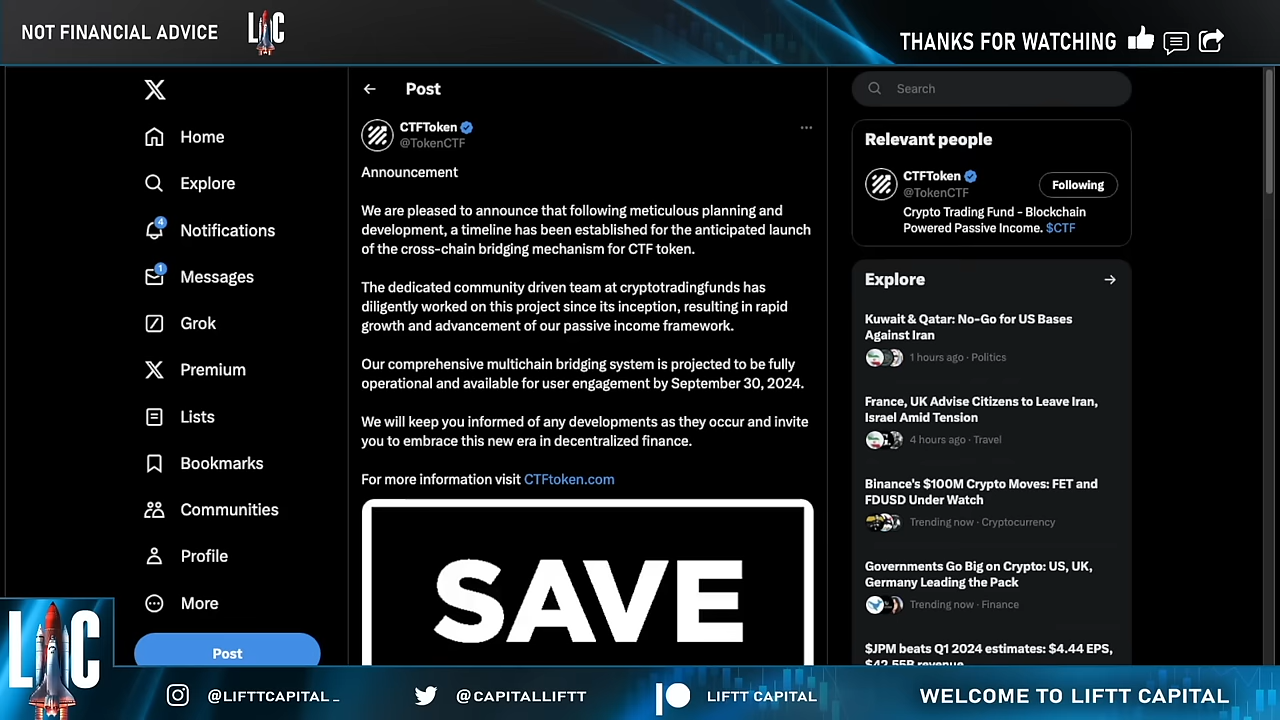 NOT FINANCIAL ADVICE
LC
THANKS FOR WATCHING
Post
Search
CTFToken
@TokenCTF
Announcement
We are pleased to announce that following meticulous planning and
development, a timeline has been established for the anticipated launch
of the cross-chain bridging mechanism for CTF token.
The dedicated community driven team at cryptotradingfunds has
diligently worked on this project since its inception, resulting in rapid
growth and advancement of our passive income framework.
Our comprehensive multichain bridging system is projected to be fully
operational and available for user engagement by September 30, 2024.
We will keep you informed of any developments as they occur and invite
you to embrace this new era in decentralized finance.
For more information visit CTFtoken.com
SAVE
Home
Explore
4
Notifications
1
Messages
Grok
Premium
Lists
Bookmarks
Communities
Profile
More
Post
Relevant people
CTFToken
@TokenCTF
Following
Crypto Trading Fund - Blockchain
Powered Passive Income. $CTF
Explore
Kuwait & Qatar: No-Go for US Bases
Against Iran
1 hours ago · Politics
France, UK Advise Citizens to Leave Iran,
Israel Amid Tension
4 hours ago · Travel
Binance's $100M Crypto Moves: FET and
FDUSD Under Watch
Trending now · Cryptocurrency
Governments Go Big on Crypto: US, UK,
Germany Leading the Pack
Trending now · Finance
$JPM beats Q1 2024 estimates: $4.44 EPS,
$42.55B revenue
LC
@LIFTTCAPITAL_
@CAPITALLIFTT
LIFTT CAPITAL
WELCOME TO LIFTT CAPITAL